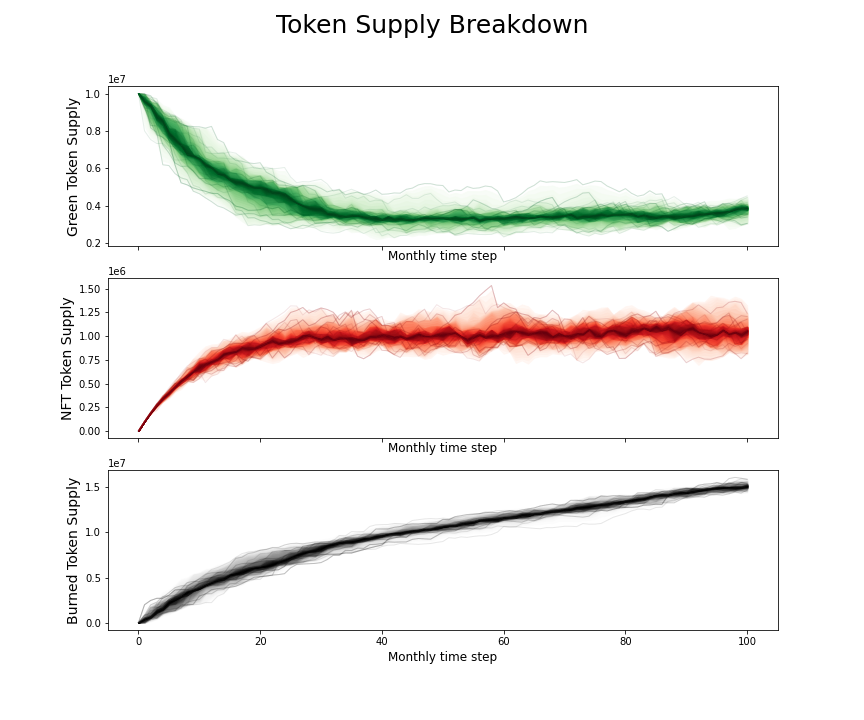 Token Supply Breakdown
1e7
Green Token Supply
1.0
0.8
0.6
0.4
0.2
Monthly time step
1e6
NFT Token Supply
1.50
1.25
1.00
0.75
0.50
0.25
0.00
Monthly time step
1e7
Burned Token Supply
1.5
1.0
0.5
0.0
0 20 40 60 80 100
Monthly time step